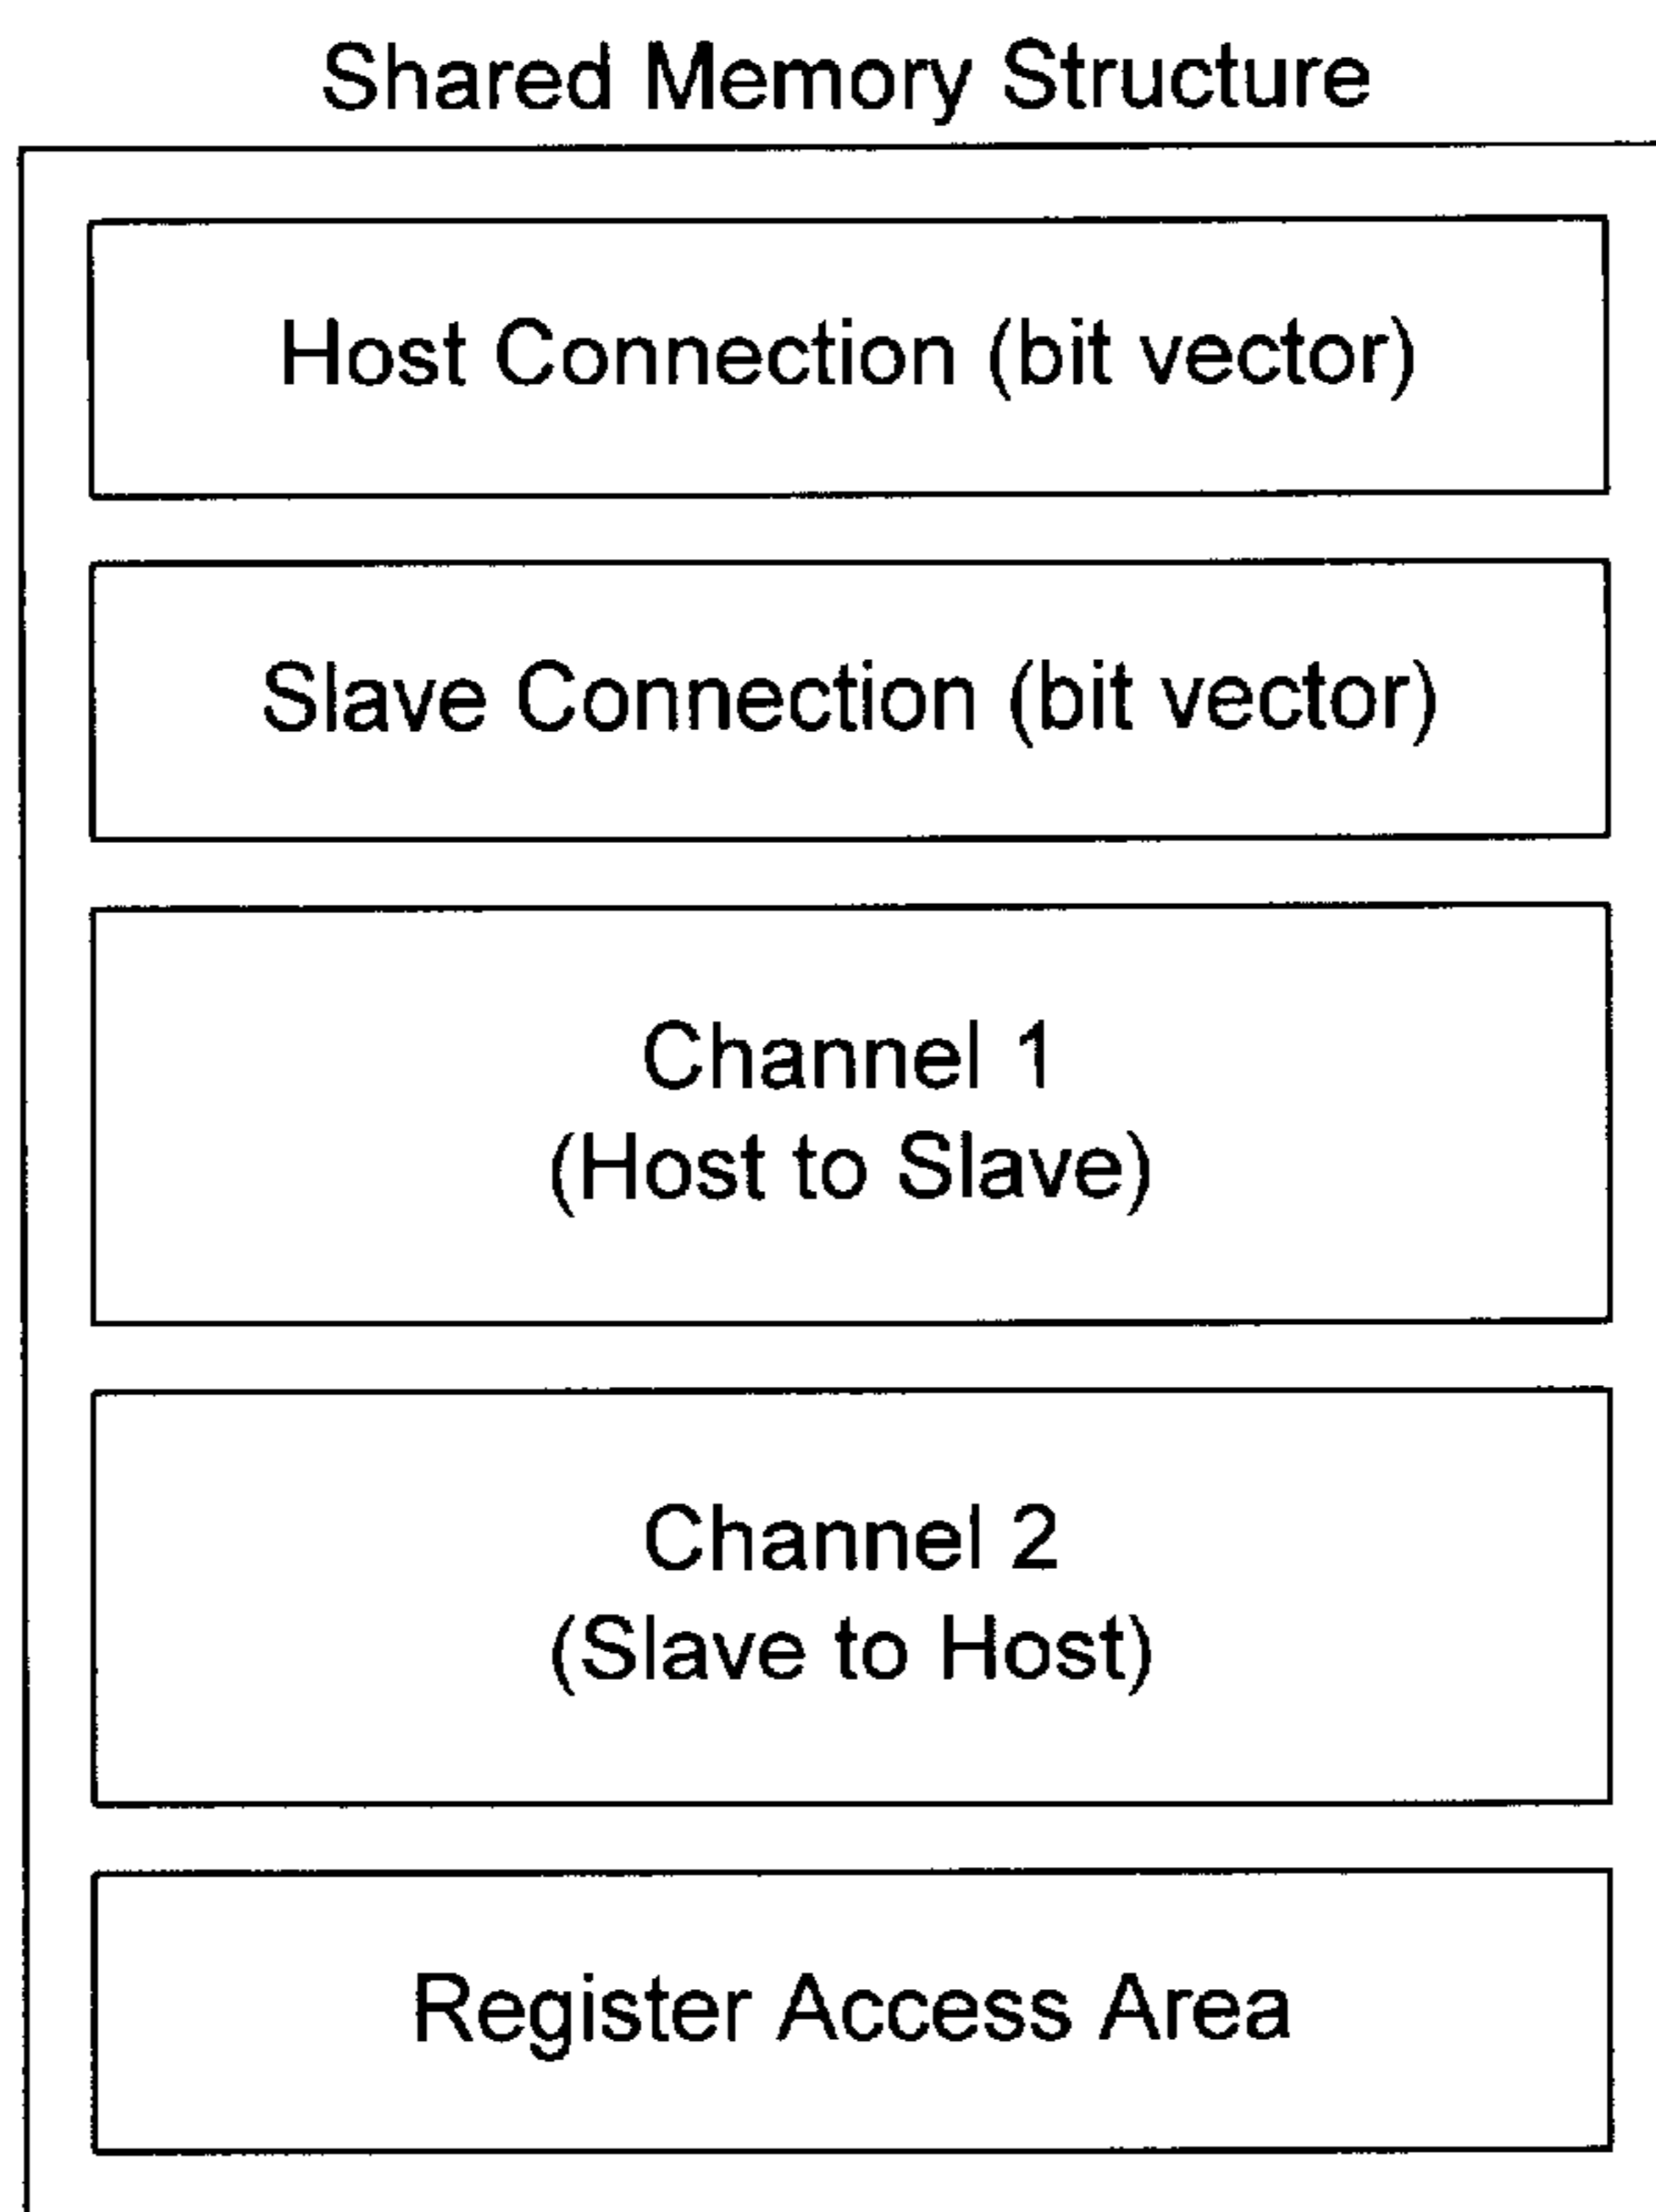 Shared Memory Structure
Host Connection (bit vector)
Slave Connection (bit vector)
Channel 1
(Host to Slave)
Channel 2
(Slave to Host)
Register Access Area